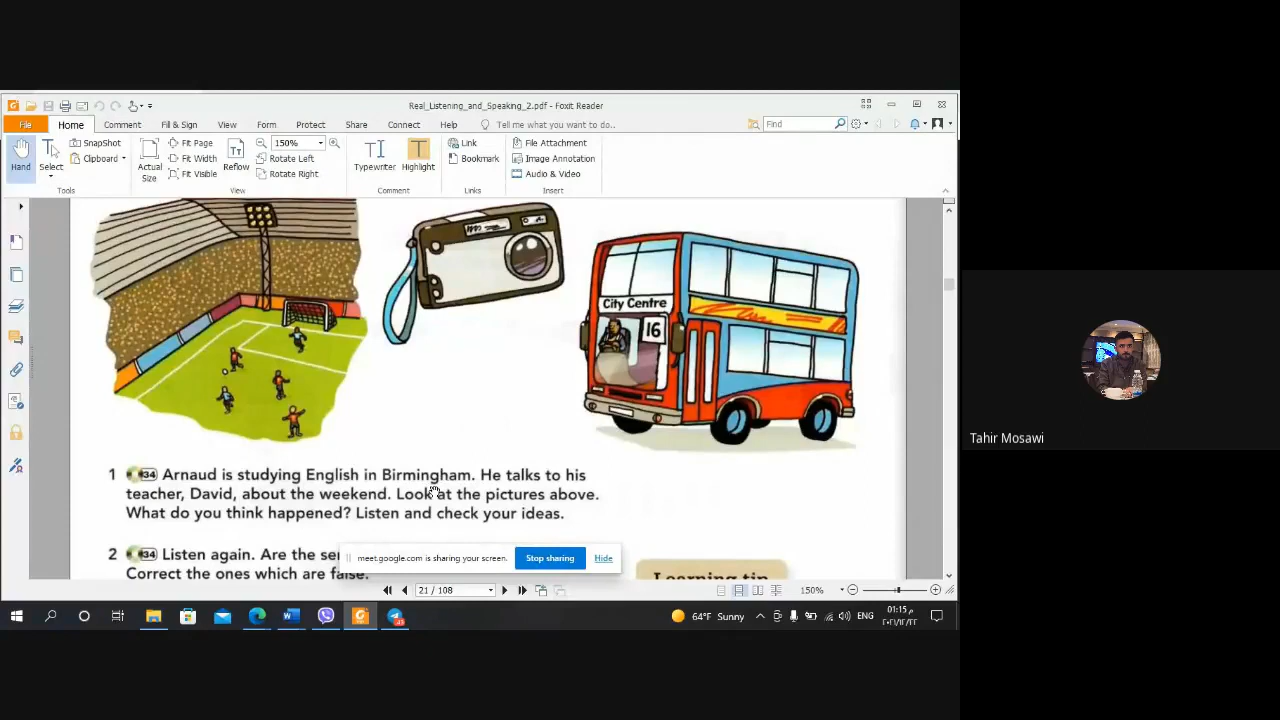 Real_Listening_and_Speaking_2.pdf - Foxit Reader
File Home Comment Fill & Sign View Form Protect Share Connect Help Tell me what you want to do.. Find
Hand
Select
SnapShot
Clipboard
Actual Size
Fit Page
Fit Width
Fit Visible
Reflow
150%
Rotate Left
Rotate Right
Typewriter
Highlight
Link
Bookmark
File Attachment
Image Annotation
Audio & Video
Tools View Comment Links Insert
City Centre
16
1 34 Arnaud is studying English in Birmingham. He talks to his
teacher, David, about the weekend. Look at the pictures above.
What do you think happened? Listen and check your ideas.
2 34 Listen again. Are the se
Correct the ones which are false.
meet.google.com is sharing your screen. Stop sharing Hide
Learning tip
21 / 108
150%
Tahir Mosawi
64°F Sunny
ENG
01:15 م